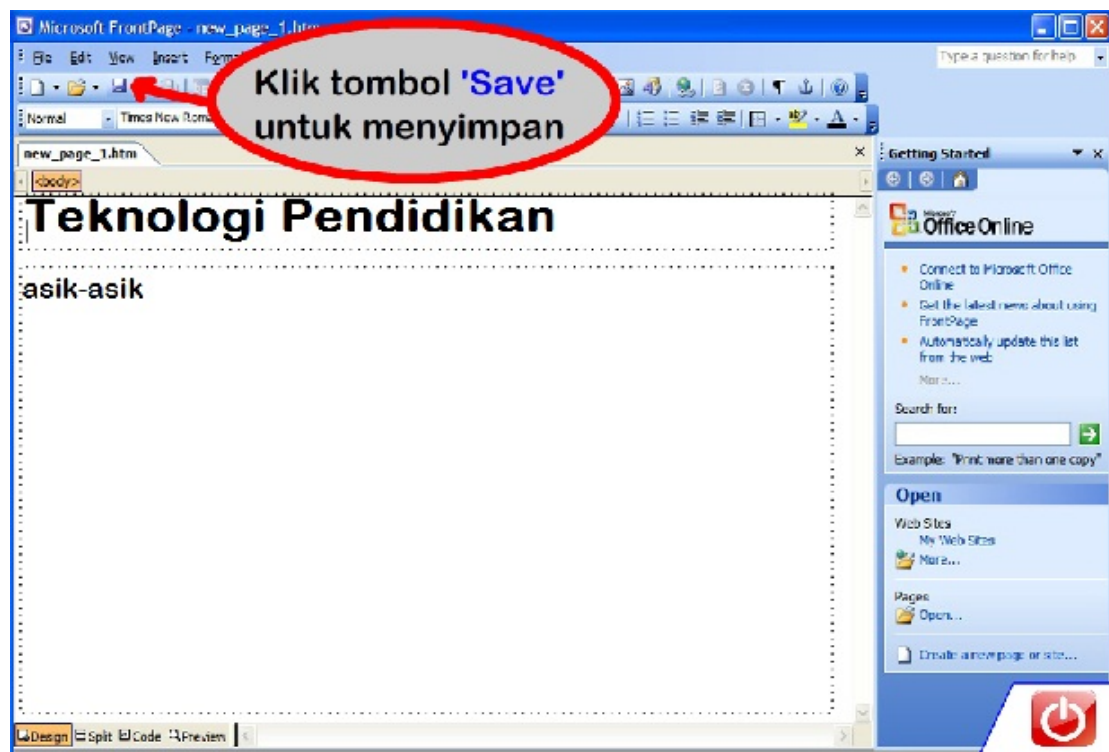 Microsoft FrontPage - new_page_1.htm
File Edit View Insert Format
Type a question for help
Klik tombol 'Save'
untuk menyimpan
Normal Times New Roma
new_page_1.htm
Getting Started
<body>
Teknologi Pendidikan
Microsoft
Office Online
asik-asik
Connect to Microsoft Office
Online
Get the latest news about using
FrontPage
Automatically update this list
from the web
More...
Search for:
Example: "Print more than one copy"
Open
Web Sites
My Web Sites
More...
Pages
Open...
Create a new page or site...
Design Split Code Preview